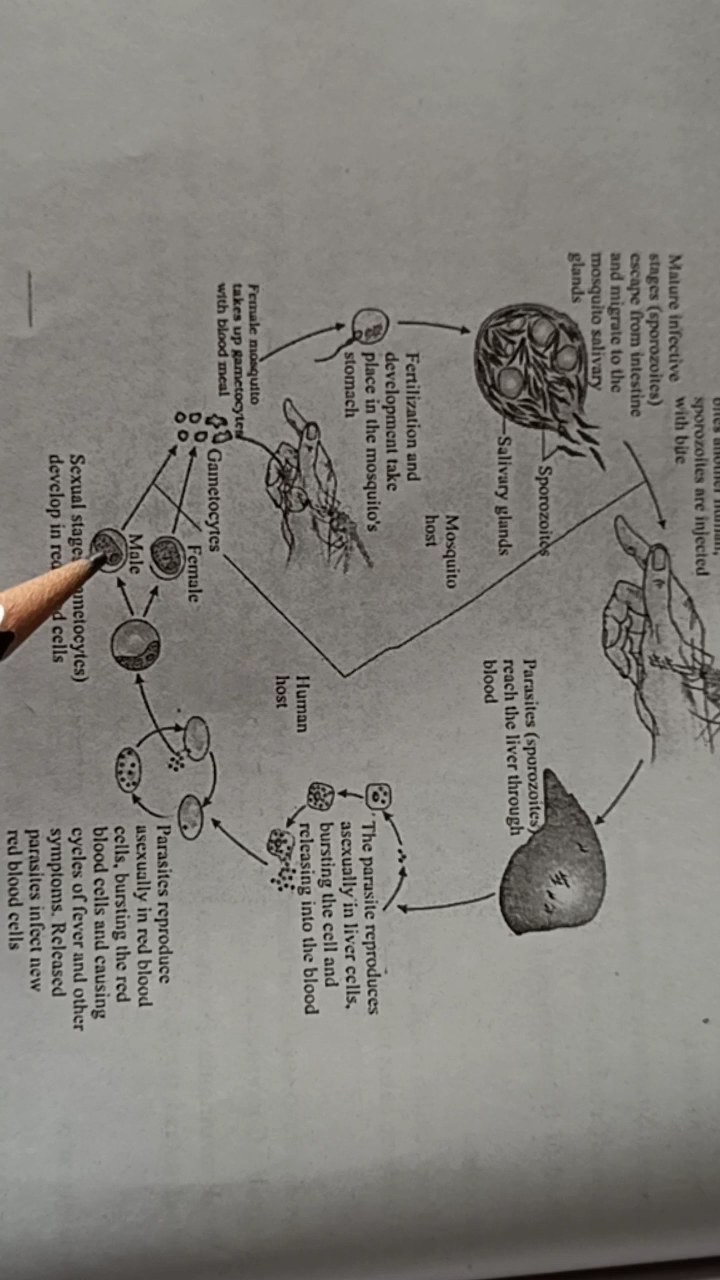 bites another human,
sporozoites are injected
with bite
Mature infective
stages (sporozoites)
escape from intestine
and migrate to the
mosquito salivary
glands
Sporozoites
Salivary glands
Parasites (sporozoites)
reach the liver through
blood
Mosquito
host
Fertilization and
development take
place in the mosquito's
stomach
Human
host
The parasite reproduces
asexually in liver cells,
bursting the cell and
releasing into the blood
Female mosquito
takes up gametocytes
with blood meal
Gametocytes
Female
Male
Parasites reproduce
asexually in red blood
cells, bursting the red
blood cells and causing
cycles of fever and other
symptoms. Released
parasites infect new
red blood cells
Sexual stages
develop in cells